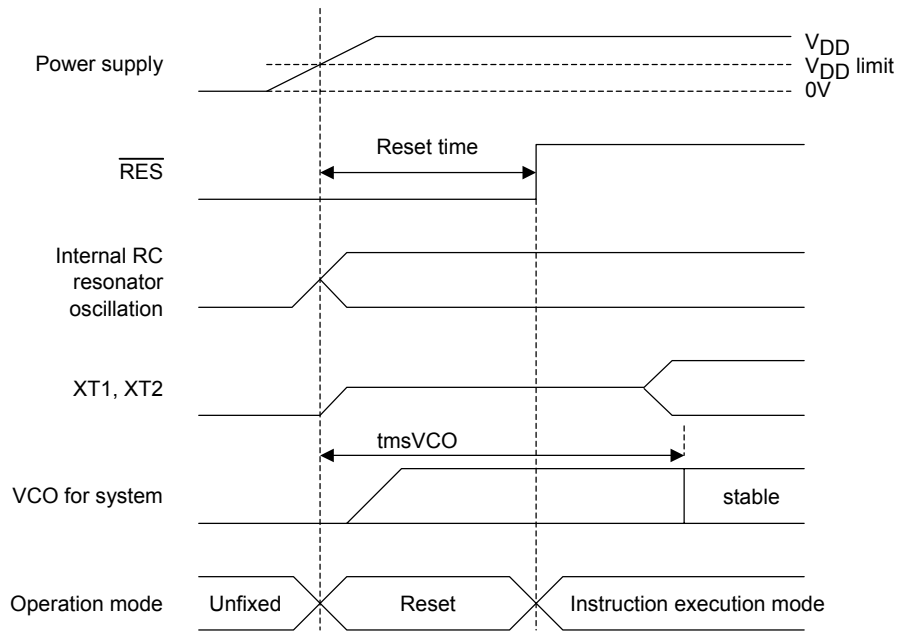 Power supply
VDD
VDD limit
0V
RES
Reset time
Internal RC
resonator
oscillation
XT1, XT2
tmsVCO
VCO for system
stable
Operation mode
Unfixed
Reset
Instruction execution mode